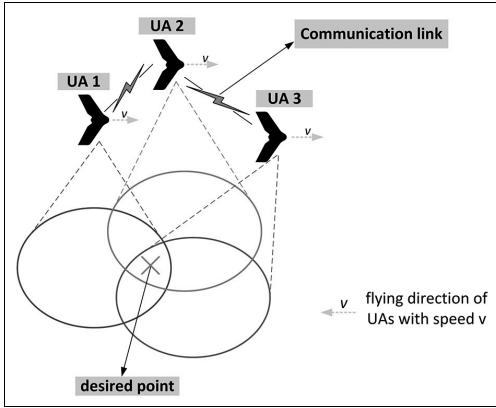 UA 2
Communication link
v
UA 1
UA 3
v
v
v flying direction of
UAs with speed v
desired point